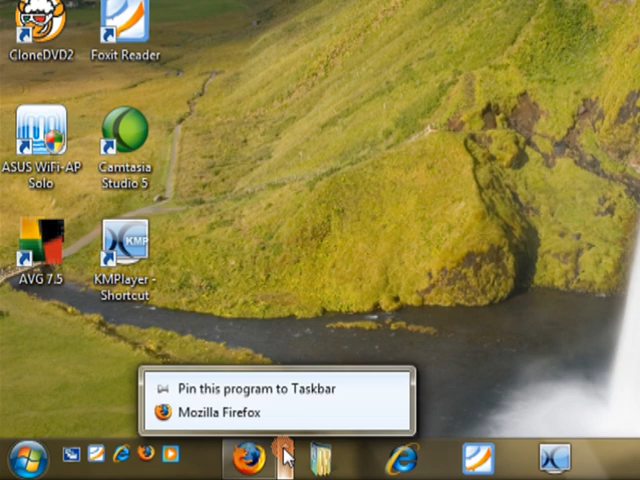 CloneDVD2
Foxit Reader
ASUS WiFi-AP
Solo
Camtasia
Studio 5
AVG 7.5
KMP
KMPlayer -
Shortcut
Pin this program to Taskbar
Mozilla Firefox